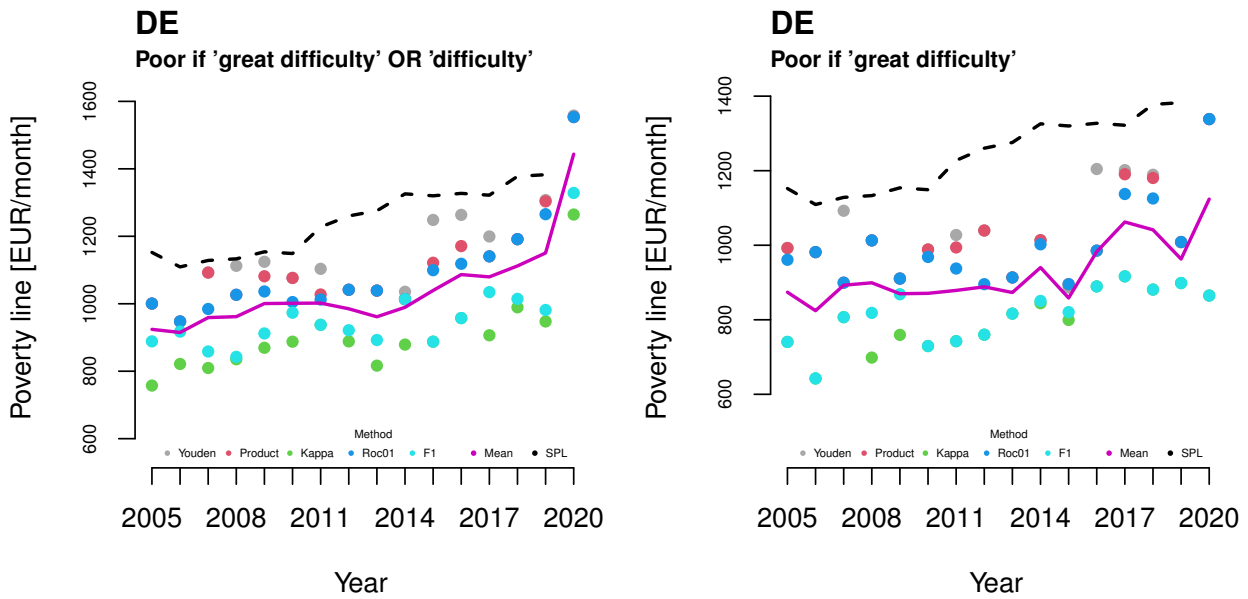 DE
Poor if ’great difficulty’ OR ’difficulty’
Poverty line [EUR/month]
1600
1400
1200
1000
800
600
Method
Youden Product Kappa Roc01 F1 Mean SPL
2005 2008 2011 2014 2017 2020
Year
DE
Poor if ’great difficulty’
Poverty line [EUR/month]
1400
1200
1000
800
600
Method
Youden Product Kappa Roc01 F1 Mean SPL
2005 2008 2011 2014 2017 2020
Year